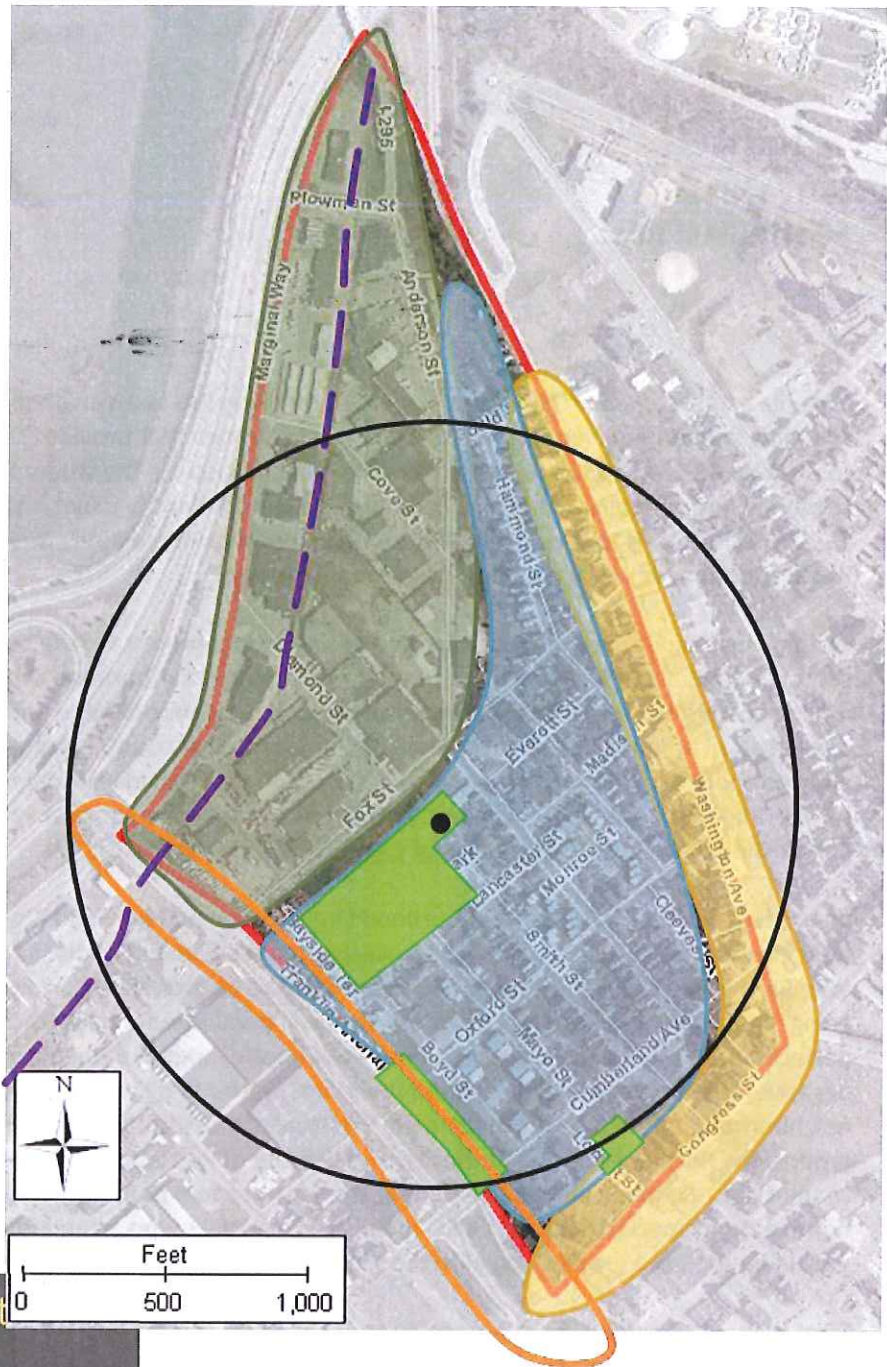 I-295
Plowman St
Marginal Way
Anderson St
Cove St
Hammond St
Diamond St
Everett St
Madison St
Fox St
Washington Ave
Lancaster St
Monroe St
Cleeves
Smith St
Bayside Ter
Franklin
Oxford St
Mayo St
Boyd St
Cumberland Ave
Congress St
St
N
Feet
0 500 1,000